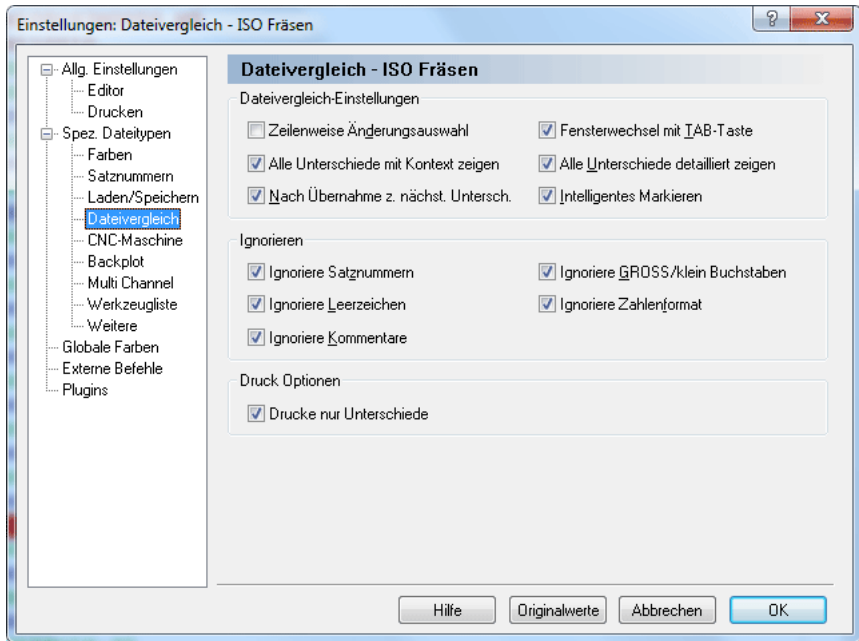 Einstellungen: Dateivergleich - ISO Fräsen
Allg. Einstellungen
Editor
Drucken
Spez. Dateitypen
Farben
Satznummern
Laden/Speichern
Dateivergleich
CNC-Maschine
Backplot
Multi Channel
Werkzeugliste
Weitere
Globale Farben
Externe Befehle
Plugins
Dateivergleich - ISO Fräsen
Dateivergleich-Einstellungen
Zeilenweise Änderungsauswahl
Fensterwechsel mit TAB-Taste
Alle Unterschiede mit Kontext zeigen
Alle Unterschiede detailliert zeigen
Nach Übernahme z. nächst. Untersch.
Intelligentes Markieren
Ignorieren
Ignoriere Satznummern
Ignoriere GROSS/klein Buchstaben
Ignoriere Leerzeichen
Ignoriere Zahlenformat
Ignoriere Kommentare
Druck Optionen
Drucke nur Unterschiede
Hilfe
Originalwerte
Abbrechen
OK